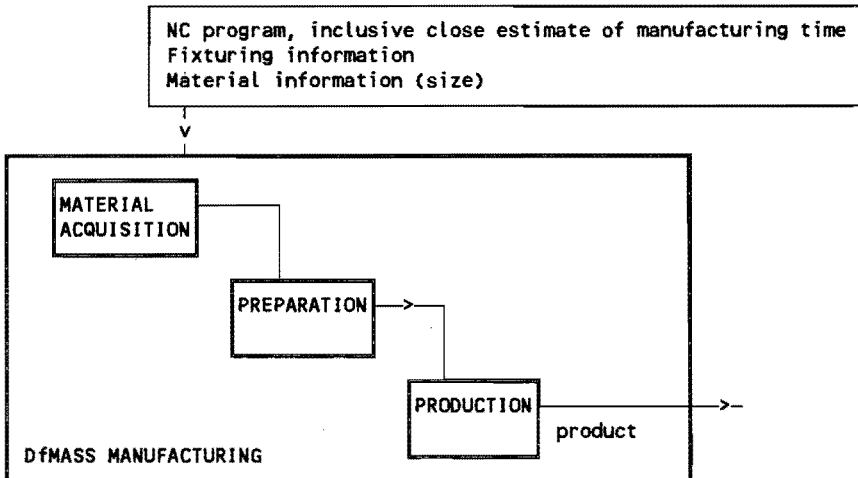 NC program, inclusive close estimate of manufacturing time
Fixturing information
Material information (size)
MATERIAL
ACQUISITION
PREPARATION
PRODUCTION
product
DfMASS MANUFACTURING